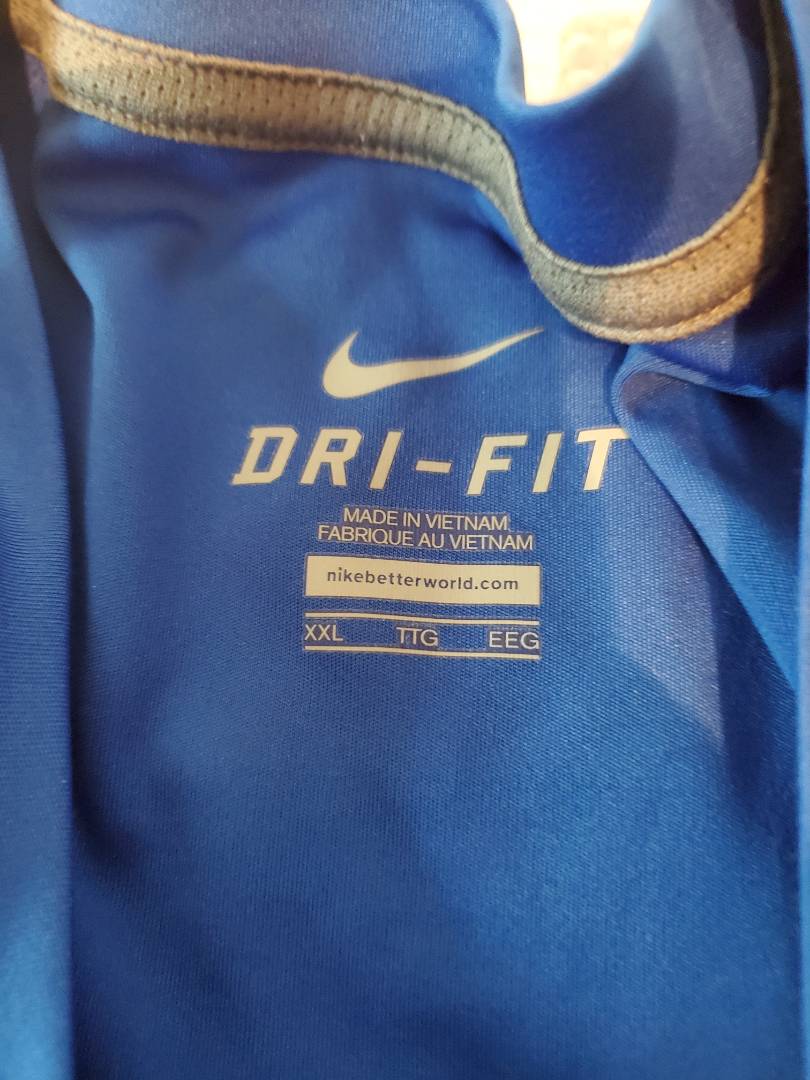 DRI-FIT
MADE IN VIETNAM
FABRIQUE AU VIETNAM
nikebetterworld.com
XXL TTG EEG